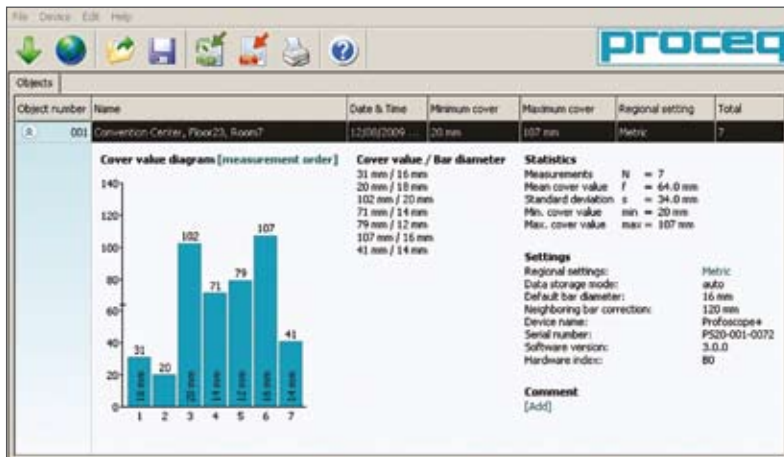 File Device Edit Help
proceq
Objects
Object number Name Date & Time Minimum cover Maximum cover Regional setting Total
001 Convention Center, Floor23, Room7 12/08/2009 ... 20 mm 107 mm Metric 7
Cover value diagram [measurement order]
140
120
100
80
60
40
20
0
31
20
102
71
79
107
41
16 mm
20 mm
14 mm
12 mm
16 mm
14 mm
1 2 3 4 5 6 7
Cover value / Bar diameter
31 mm / 16 mm
20 mm / 18 mm
102 mm / 20 mm
71 mm / 14 mm
79 mm / 12 mm
107 mm / 16 mm
41 mm / 14 mm
Statistics
Measurements N = 7
Mean cover value f = 64.0 mm
Standard deviation s = 34.0 mm
Min. cover value min = 20 mm
Max. cover value max = 107 mm
Settings
Regional settings: Metric
Data storage mode: auto
Default bar diameter: 16 mm
Neighboring bar correction: 120 mm
Device name: Profoscope+
Serial number: PS20-001-0072
Software version: 3.0.0
Hardware index: B0
Comment
[Add]